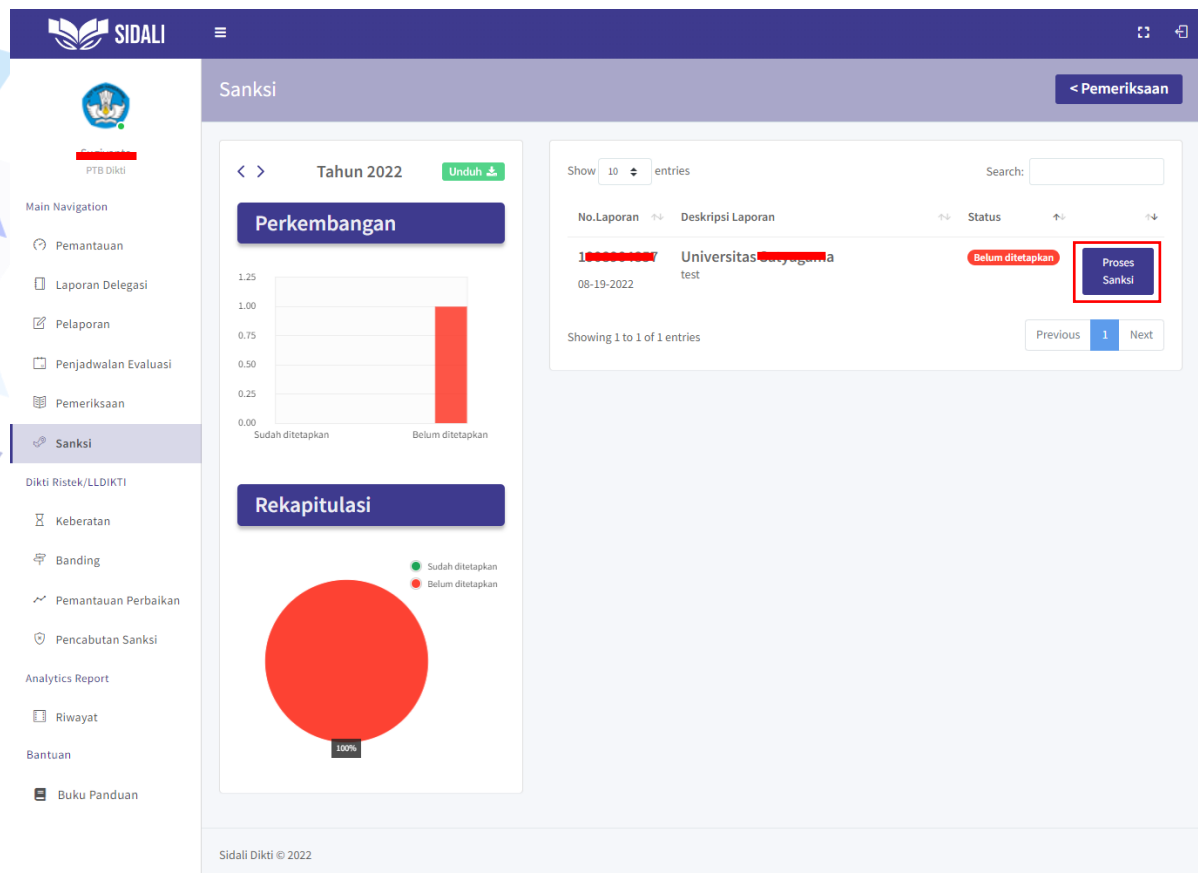 SIDALI
Sanksi
< Pemeriksaan
PTB Dikti
Main Navigation
Pemantauan
Laporan Delegasi
Pelaporan
Penjadwalan Evaluasi
Pemeriksaan
Sanksi
Dikti Ristek/LLDIKTI
Keberatan
Banding
Pemantauan Perbaikan
Pencabutan Sanksi
Analytics Report
Riwayat
Bantuan
Buku Panduan
Tahun 2022
Unduh
Perkembangan
1.25
1.00
0.75
0.50
0.25
0.00
Sudah ditetapkan
Belum ditetapkan
Rekapitulasi
Sudah ditetapkan
Belum ditetapkan
100%
Show 10 entries
Search:
No.Laporan
Deskripsi Laporan
Status
Universitas
test
08-19-2022
Belum ditetapkan
Proses
Sanksi
Showing 1 to 1 of 1 entries
Previous 1 Next
Sidali Dikti © 2022